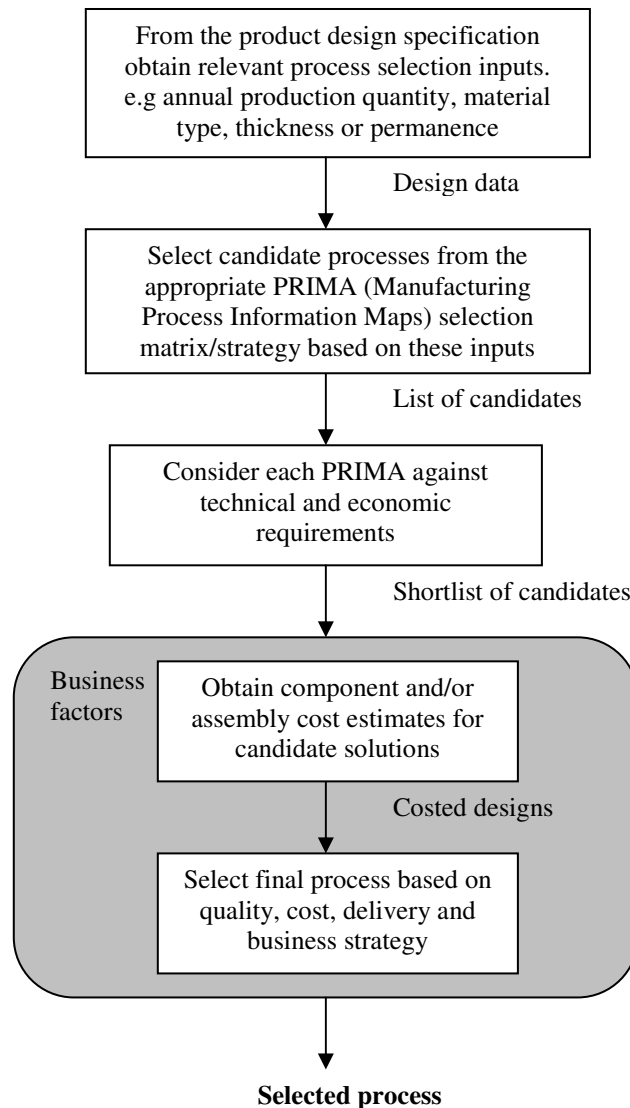 From the product design specification
obtain relevant process selection inputs.
e.g annual production quantity, material
type, thickness or permanence
Design data
Select candidate processes from the
appropriate PRIMA (Manufacturing
Process Information Maps) selection
matrix/strategy based on these inputs
List of candidates
Consider each PRIMA against
technical and economic
requirements
Shortlist of candidates
Business
factors
Obtain component and/or
assembly cost estimates for
candidate solutions
Costed designs
Select final process based on
quality, cost, delivery and
business strategy
Selected process